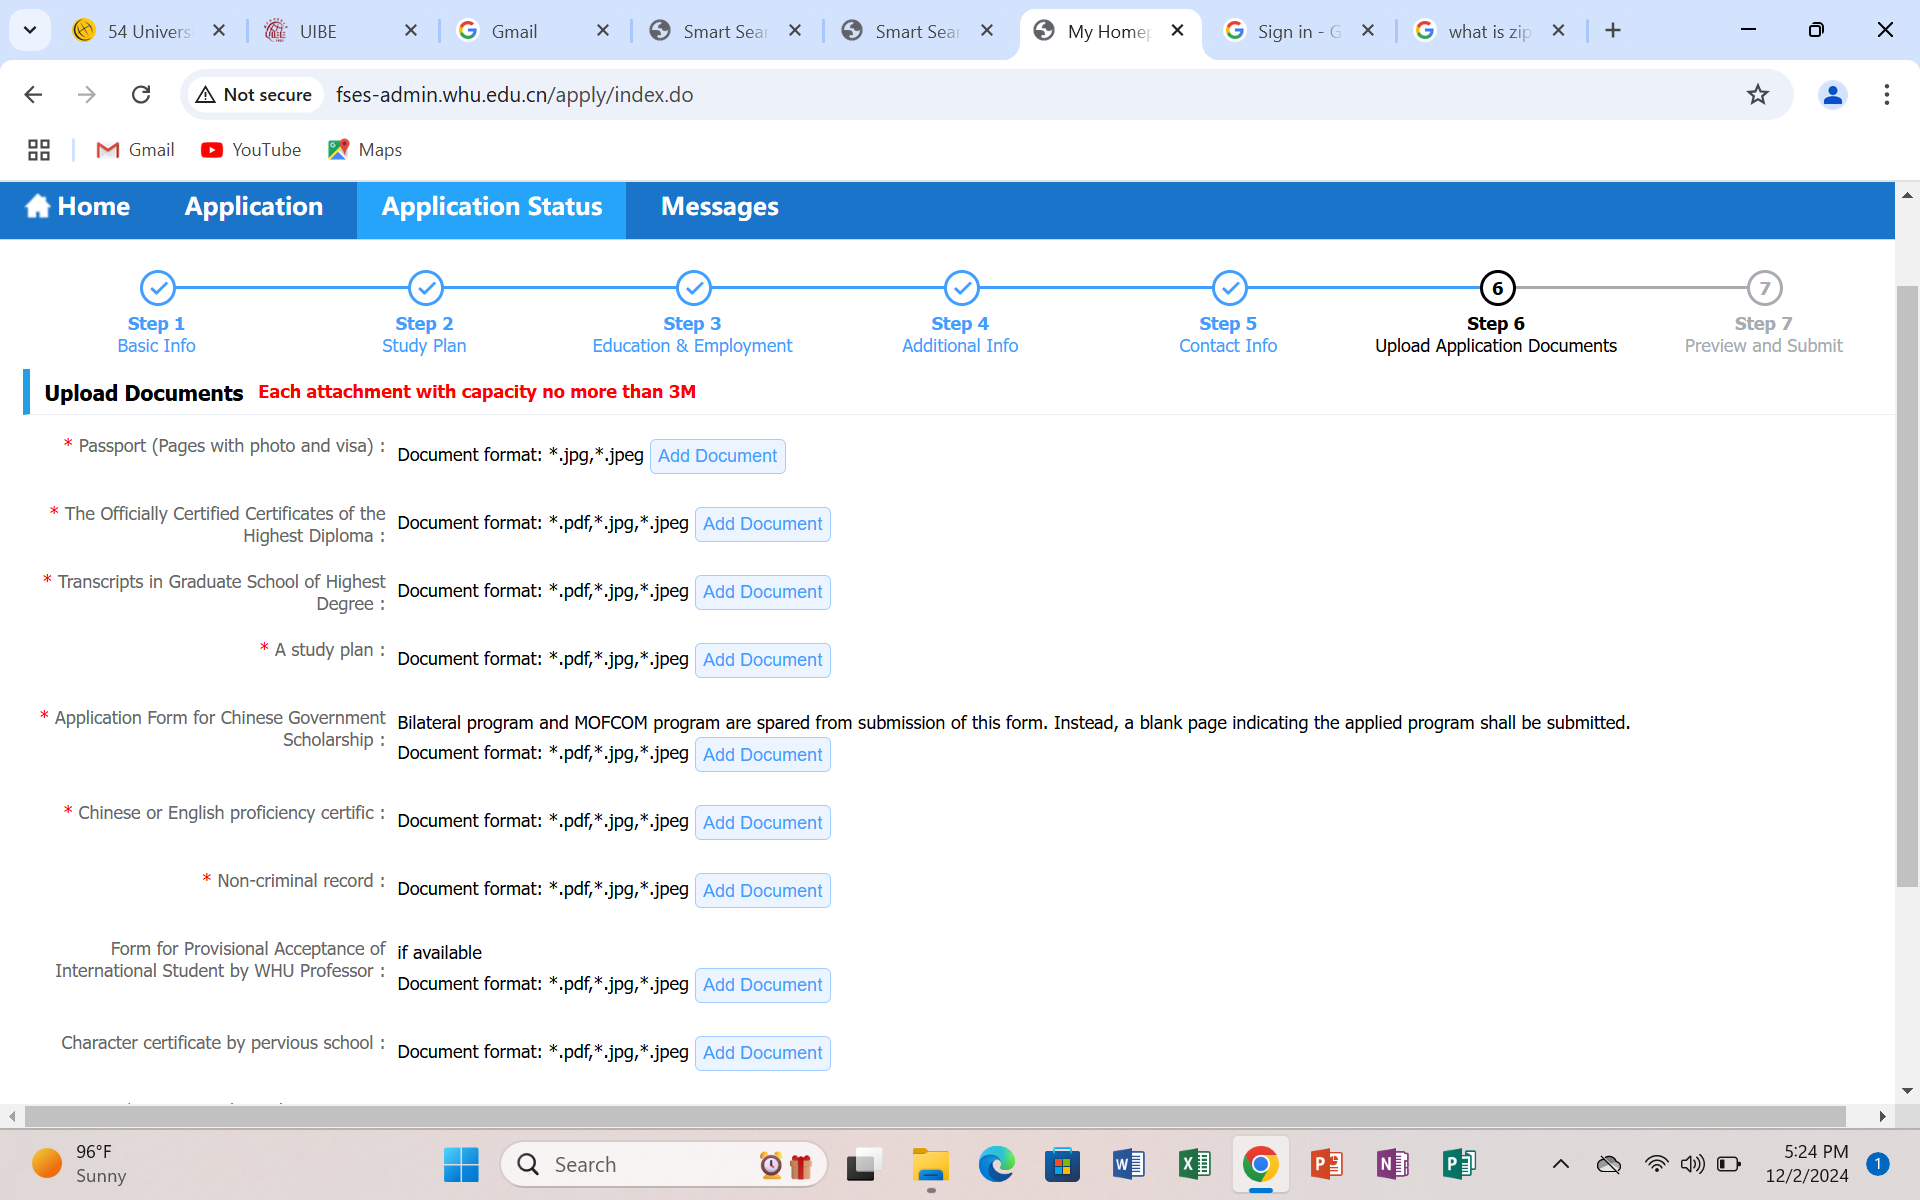 54 Univers
UIBE
Gmail
Smart Sear
Smart Sear
My Homep
Sign in - G
what is zip
Not secure
fses-admin.whu.edu.cn/apply/index.do
Gmail
YouTube
Maps
Home
Application
Application Status
Messages
6
7
Step 1
Step 2
Step 3
Step 4
Step 5
Step 6
Step 7
Basic Info
Study Plan
Education & Employment
Additional Info
Contact Info
Upload Application Documents
Preview and Submit
Upload Documents Each attachment with capacity no more than 3M
* Passport (Pages with photo and visa) :
Document format: *.jpg,*.jpeg Add Document
* The Officially Certified Certificates of the
Highest Diploma :
Document format: *.pdf,*.jpg,*.jpeg Add Document
* Transcripts in Graduate School of Highest
Degree :
Document format: *.pdf,*.jpg,*.jpeg Add Document
* A study plan :
Document format: *.pdf,*.jpg,*.jpeg Add Document
* Application Form for Chinese Government
Scholarship :
Bilateral program and MOFCOM program are spared from submission of this form. Instead, a blank page indicating the applied program shall be submitted.
Document format: *.pdf,*.jpg,*.jpeg Add Document
* Chinese or English proficiency certific :
Document format: *.pdf,*.jpg,*.jpeg Add Document
* Non-criminal record :
Document format: *.pdf,*.jpg,*.jpeg Add Document
Form for Provisional Acceptance of
International Student by WHU Professor :
if available
Document format: *.pdf,*.jpg,*.jpeg Add Document
Character certificate by pervious school :
Document format: *.pdf,*.jpg,*.jpeg Add Document
96°F
Sunny
Search
5:24 PM
12/2/2024
1